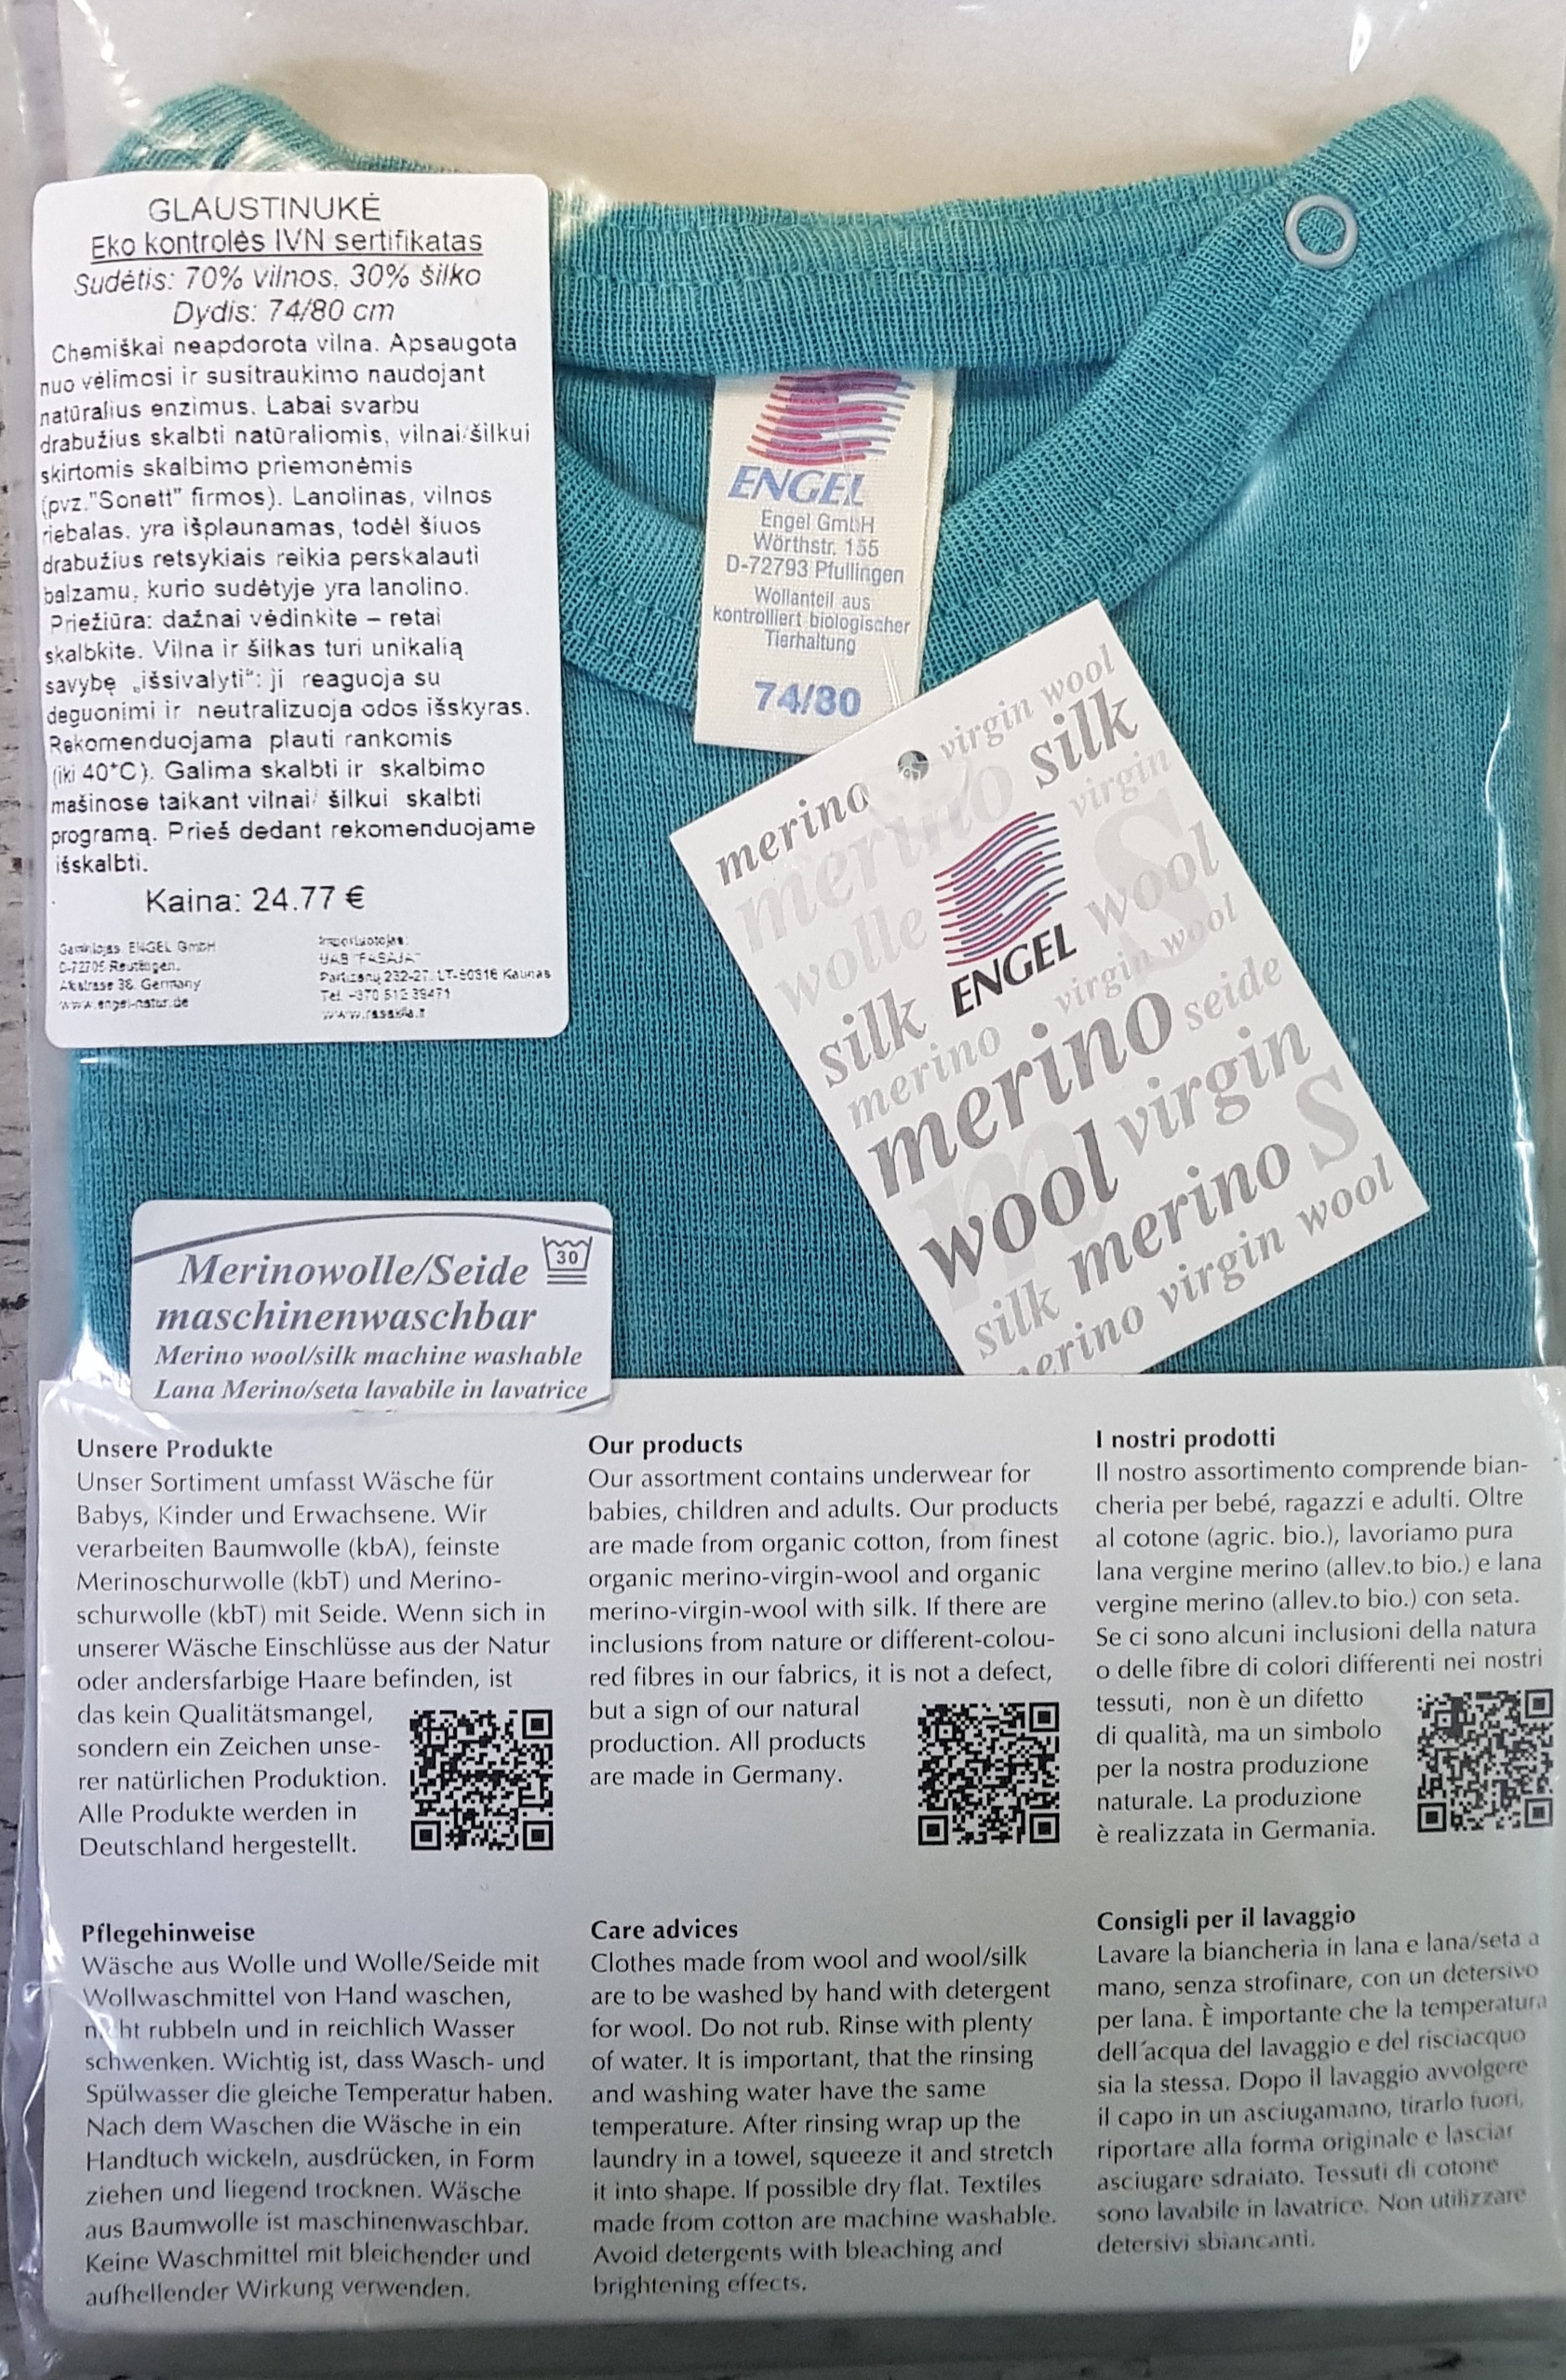 GLAUSTINUKĖ
Eko kontrolės IVN sertifikatas
Sudėtis: 70% vilnos, 30% šilko
Dydis: 74/80 cm
Chemiškai neapdorota vilna. Apsaugota
nuo vėlimosi ir susitraukimo naudojant
natūralius enzimus. Labai svarbu
drabužius skalbti natūraliomis, vilnai/šilkui
skirtomis skalbimo priemonėmis
(pvz."Sonett" firmos). Lanolinas, vilnos
riebalas, yra išplaunamas, todėl šiuos
drabužius retsykiais reikia perskalauti
balzamu, kurio sudėtyje yra lanolino.
Priežiūra: dažnai vėdinkite – retai
skalbkite. Vilna ir šilkas turi unikalią
savybę „išsivalyti“: ji reaguoja su
deguonimi ir neutralizuoja odos išskyras.
Rekomenduojama plauti rankomis
(iki 40°C). Galima skalbti ir skalbimo
mašinose taikant vilnai/ šilkui skalbti
programą. Prieš dedant rekomenduojame
išskalbti.
Kaina: 24.77 €
Gamintojas: ENGEL GmbH
Germany
www.engel-natur.de
Importuotojas:
UAB
Partizanų Kaunas
ENGEL
Engel GmbH
Wörthstr. 155
D-72793 Pfullingen
Wollanteil aus
kontrolliert biologischer
Tierhaltung
74/80
virgin wool
merino silk
merino virgin
wolle wool
ENGEL
silk virgin wool
merino seide
merino
wool virgin
silk merino S
merino virgin wool
Merinowolle/Seide 30
maschinenwaschbar
Merino wool/silk machine washable
Lana Merino/seta lavabile in lavatrice
Unsere Produkte
Unser Sortiment umfasst Wäsche für
Babys, Kinder und Erwachsene. Wir
verarbeiten Baumwolle (kbA), feinste
Merinoschurwolle (kbT) und Merino-
schurwolle (kbT) mit Seide. Wenn sich in
unserer Wäsche Einschlüsse aus der Natur
oder andersfarbige Haare befinden, ist
das kein Qualitätsmangel,
sondern ein Zeichen unse-
rer natürlichen Produktion.
Alle Produkte werden in
Deutschland hergestellt.
Our products
Our assortment contains underwear for
babies, children and adults. Our products
are made from organic cotton, from finest
organic merino-virgin-wool and organic
merino-virgin-wool with silk. If there are
inclusions from nature or different-colou-
red fibres in our fabrics, it is not a defect,
but a sign of our natural
production. All products
are made in Germany.
I nostri prodotti
Il nostro assortimento comprende bian-
cheria per bebé, ragazzi e adulti. Oltre
al cotone (agric. bio.), lavoriamo pura
lana vergine merino (allev.to bio.) e lana
vergine merino (allev.to bio.) con seta.
Se ci sono alcuni inclusioni della natura
o delle fibre di colori differenti nei nostri
tessuti, non è un difetto
di qualità, ma un simbolo
per la nostra produzione
naturale. La produzione
è realizzata in Germania.
Pflegehinweise
Wäsche aus Wolle und Wolle/Seide mit
Wollwaschmittel von Hand waschen,
nicht rubbeln und in reichlich Wasser
schwenken. Wichtig ist, dass Wasch- und
Spülwasser die gleiche Temperatur haben.
Nach dem Waschen die Wäsche in ein
Handtuch wickeln, ausdrücken, in Form
ziehen und liegend trocknen. Wäsche
aus Baumwolle ist maschinenwaschbar.
Keine Waschmittel mit bleichender und
aufhellender Wirkung verwenden.
Care advices
Clothes made from wool and wool/silk
are to be washed by hand with detergent
for wool. Do not rub. Rinse with plenty
of water. It is important, that the rinsing
and washing water have the same
temperature. After rinsing wrap up the
laundry in a towel, squeeze it and stretch
it into shape. If possible dry flat. Textiles
made from cotton are machine washable.
Avoid detergents with bleaching and
brightening effects.
Consigli per il lavaggio
Lavare la biancheria in lana e lana/seta a
mano, senza strofinare, con un detersivo
per lana. È importante che la temperatura
dell´acqua del lavaggio e del risciacquo
sia la stessa. Dopo il lavaggio avvolgere
il capo in un asciugamano, tirarlo fuori,
riportare alla forma originale e lasciar
asciugare sdraiato. Tessuti di cotone
sono lavabile in lavatrice. Non utilizzare
detersivi sbiancanti.